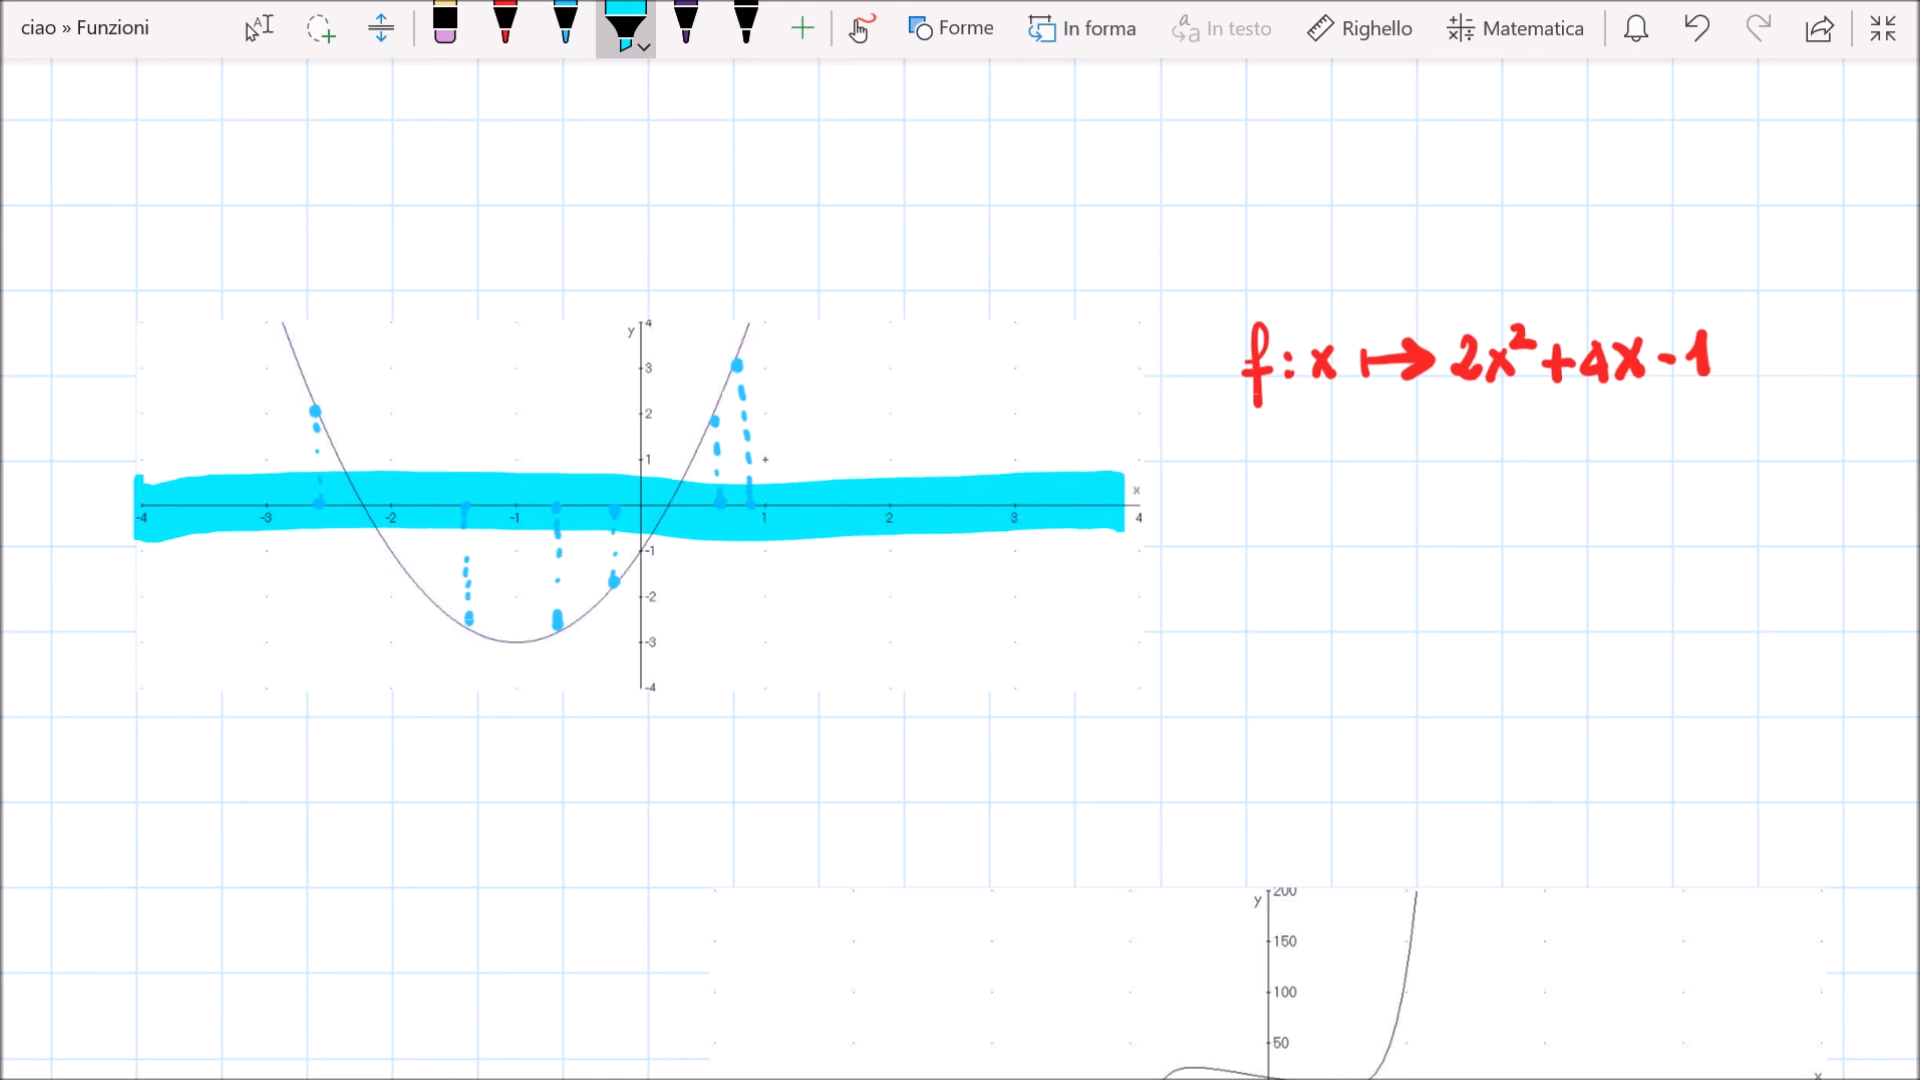 ciao » Funzioni
Forme
In forma
In testo
Righello
Matematica
f: x ↦ 2x²+4x-1
y
4
3
2
1
x
-4 -3 -2 -1 1 2 3 4
-1
-2
-3
-4
y
200
150
100
50
x